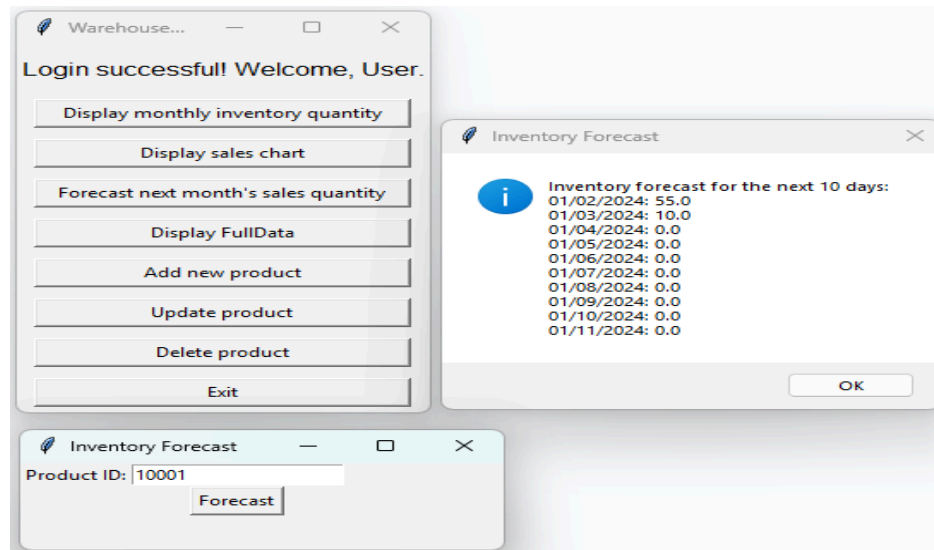 Warehouse...
Login successful! Welcome, User.
Display monthly inventory quantity
Display sales chart
Forecast next month's sales quantity
Display FullData
Add new product
Update product
Delete product
Exit
Inventory Forecast
Inventory forecast for the next 10 days:
01/02/2024: 55.0
01/03/2024: 10.0
01/04/2024: 0.0
01/05/2024: 0.0
01/06/2024: 0.0
01/07/2024: 0.0
01/08/2024: 0.0
01/09/2024: 0.0
01/10/2024: 0.0
01/11/2024: 0.0
OK
Inventory Forecast
Product ID: 10001
Forecast